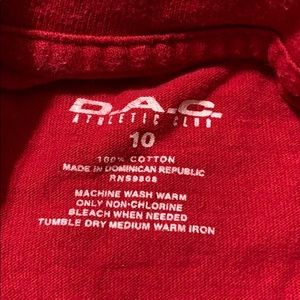 D.A.C.
ATHLETIC CLUB
10
100% COTTON
MADE IN DOMINICAN REPUBLIC
RN59808
MACHINE WASH WARM
ONLY NON-CHLORINE
BLEACH WHEN NEEDED
TUMBLE DRY MEDIUM WARM IRON